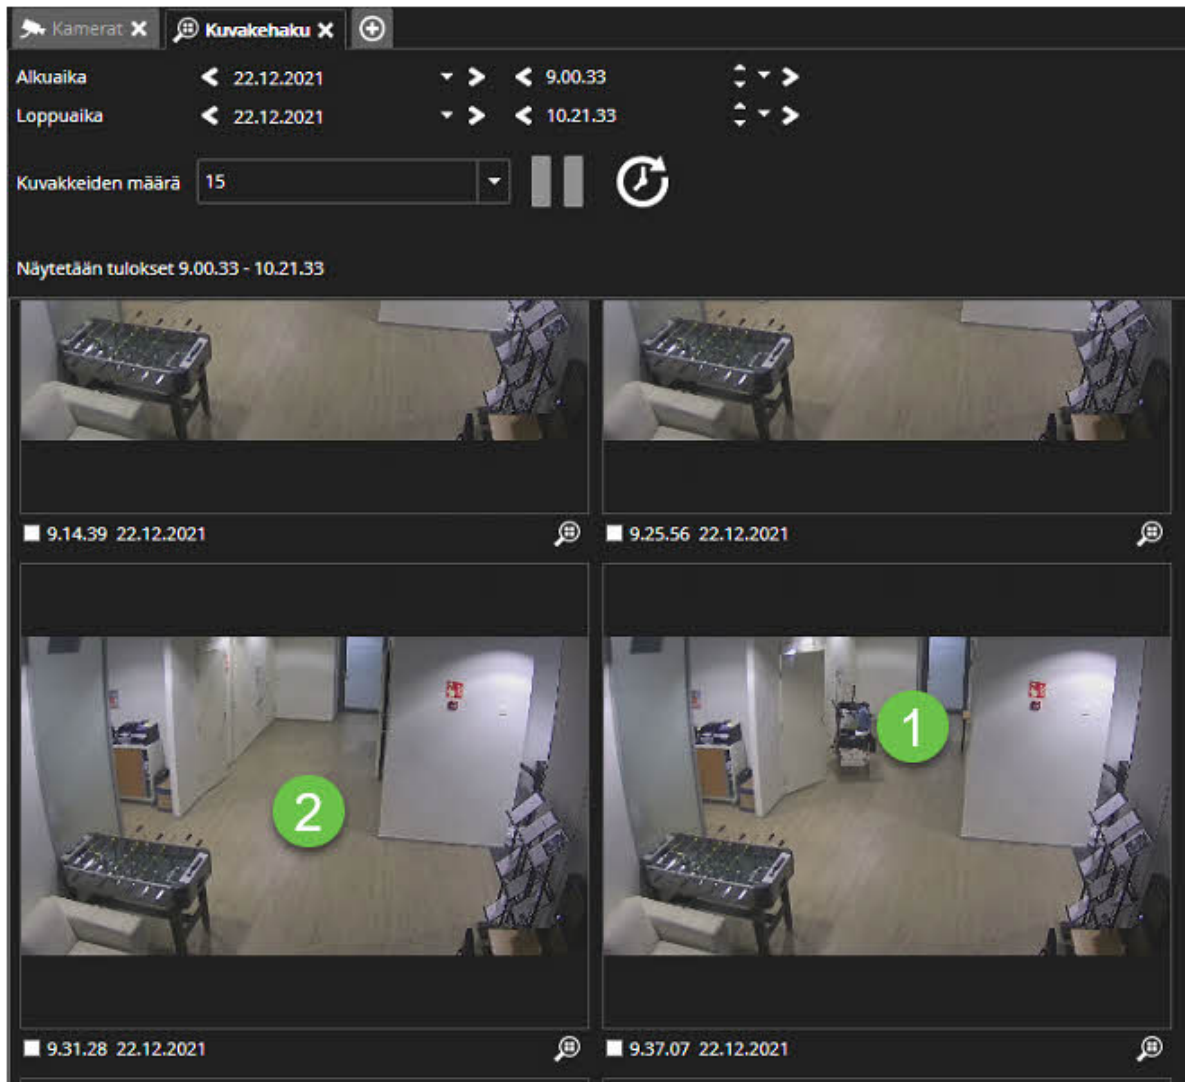 Kamerat Kuvakehaku
Alkuaika 22.12.2021 9.00.33
Loppuaika 22.12.2021 10.21.33
Kuvakkeiden määrä 15
Näytetään tulokset 9.00.33 - 10.21.33
9.14.39 22.12.2021 9.25.56 22.12.2021
2 1
9.31.28 22.12.2021 9.37.07 22.12.2021